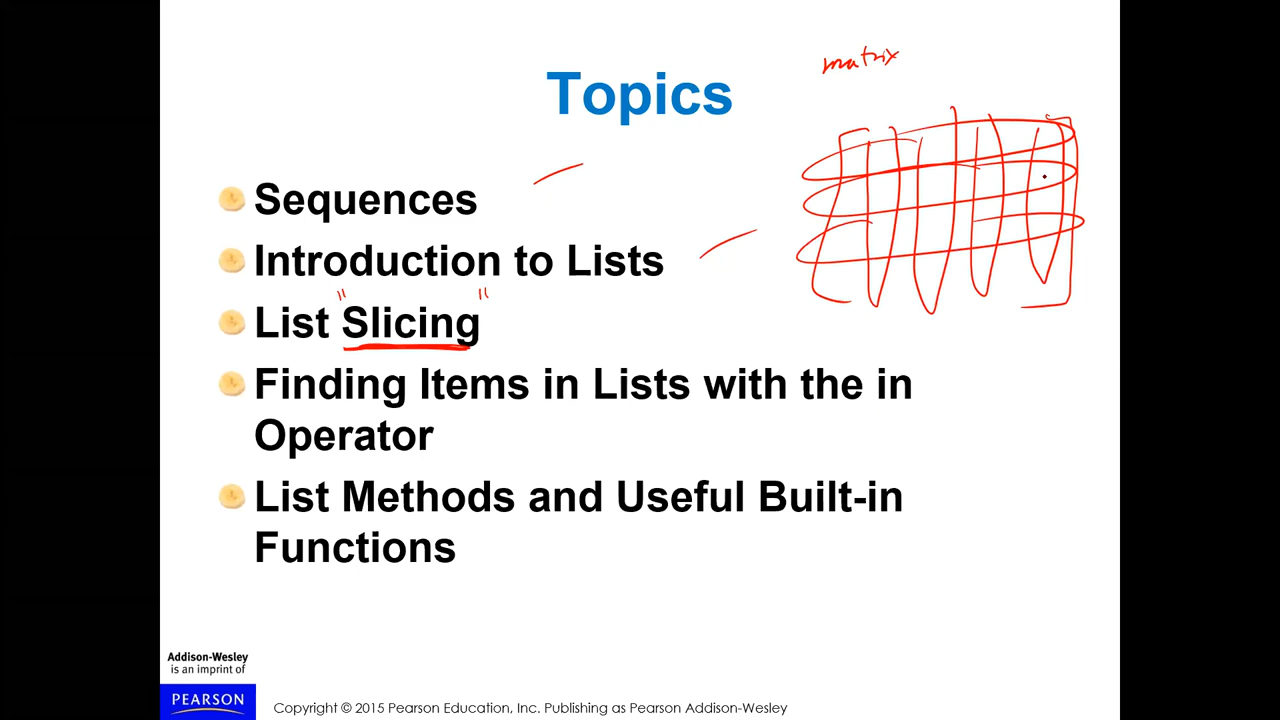 matrix
Topics
Sequences
Introduction to Lists
List "Slicing"
Finding Items in Lists with the in
Operator
List Methods and Useful Built-in
Functions
Addison-Wesley
is an imprint of
PEARSON
Copyright © 2015 Pearson Education, Inc. Publishing as Pearson Addison-Wesley